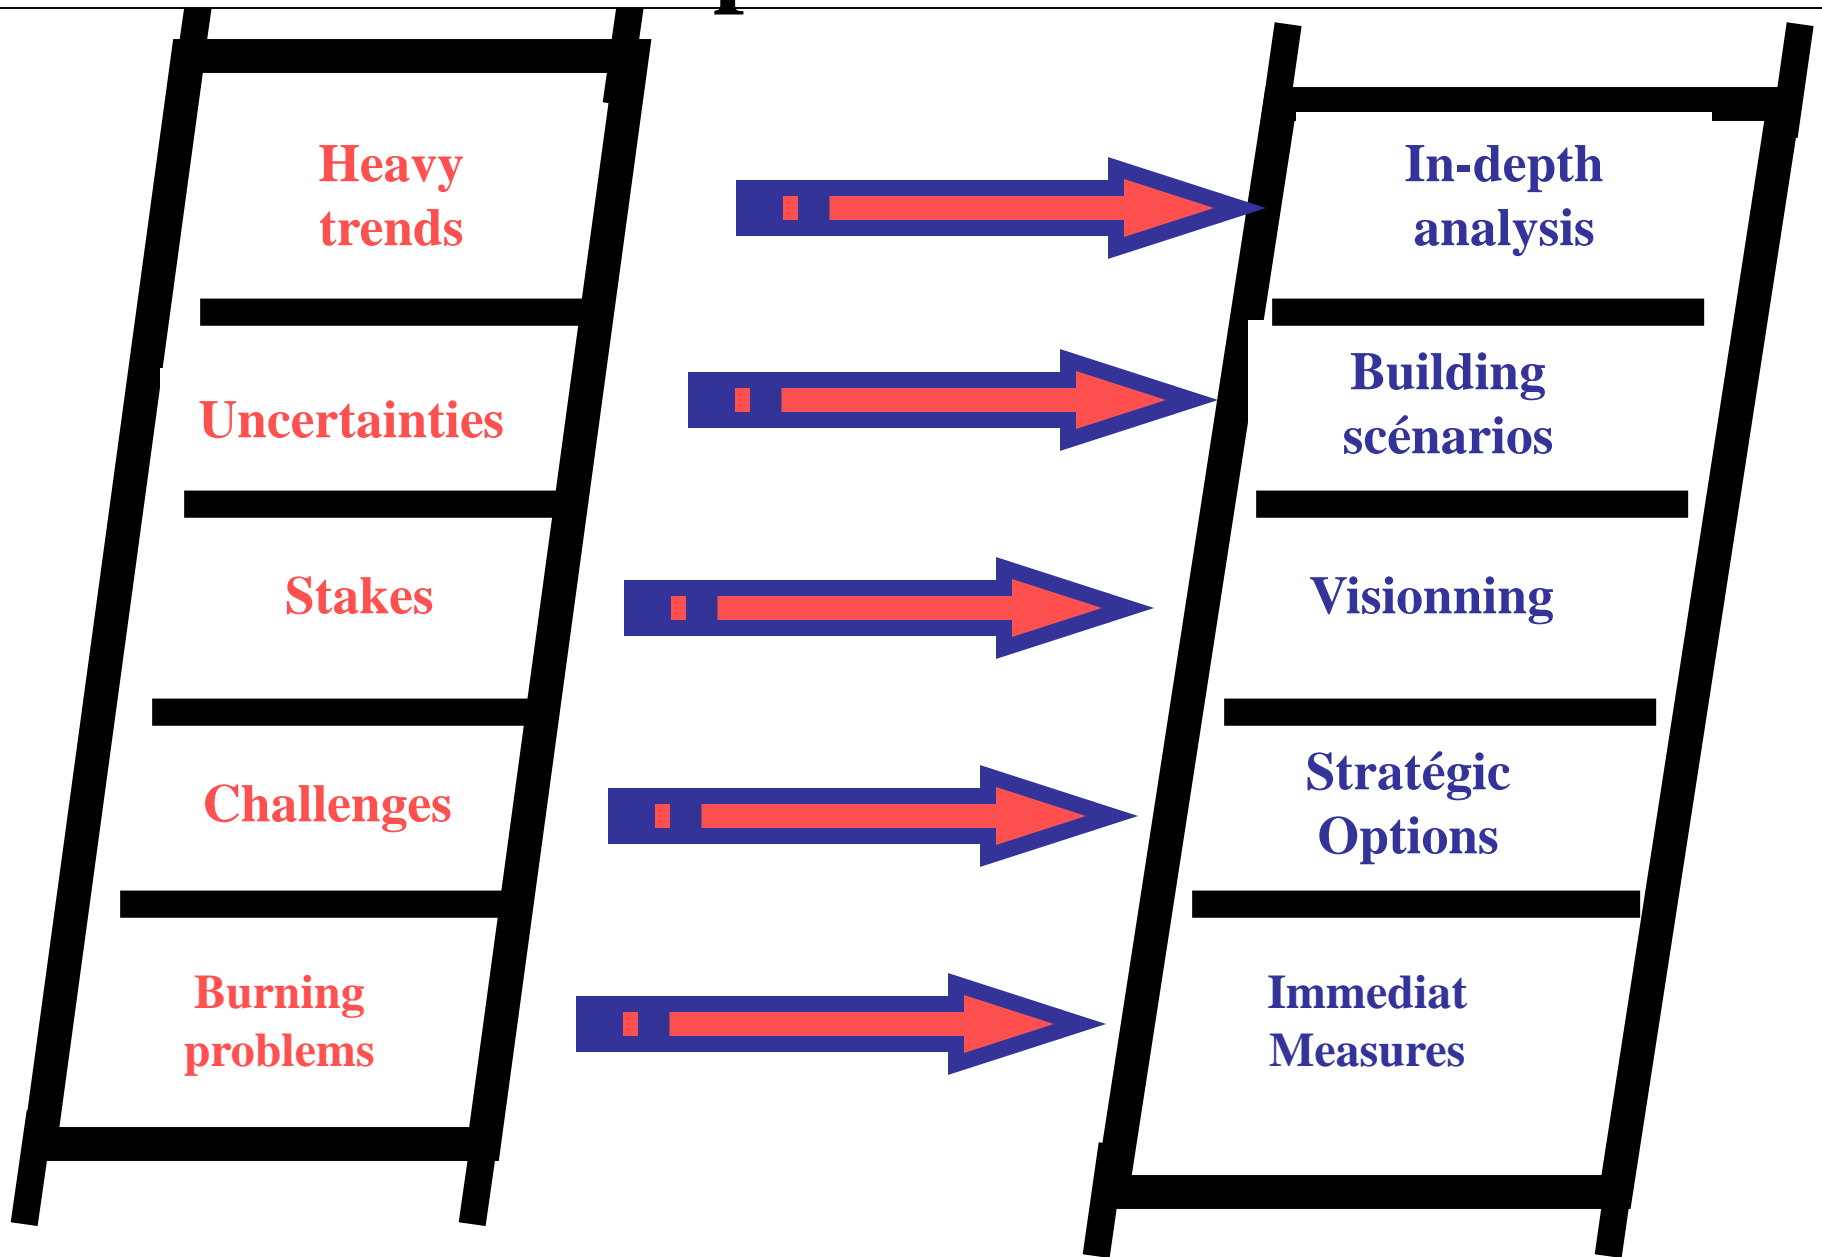 Heavy
trends
In-depth
analysis
Uncertainties
Building
scénarios
Stakes
Visionning
Challenges
Stratégic
Options
Burning
problems
Immediat
Measures